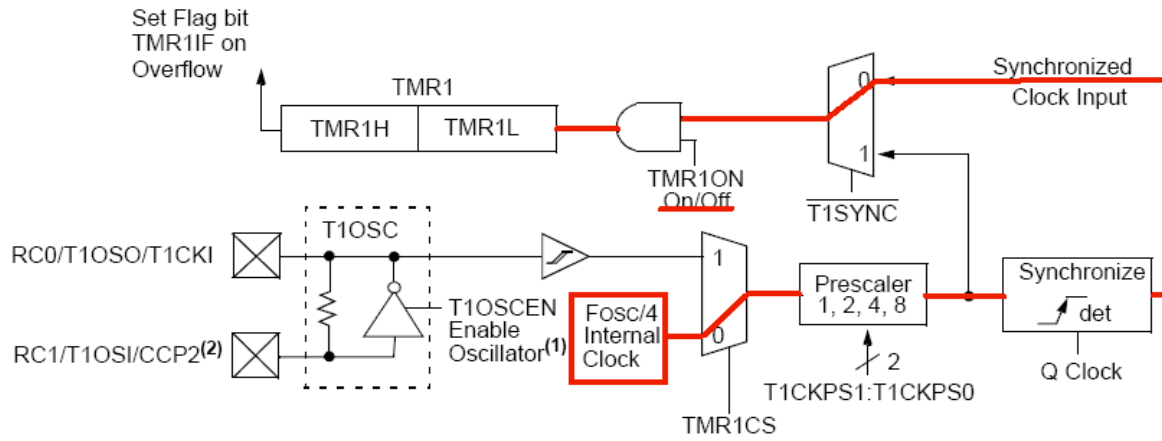 Set Flag bit
TMR1IF on
Overflow
TMR1
TMR1H
TMR1L
TMR1ON
On/Off
0
1
T1SYNC
Synchronized
Clock Input
T1OSC
RC0/T1OSO/T1CKI
T1OSCEN
Enable
Oscillator(1)
RC1/T1OSI/CCP2(2)
Fosc/4
Internal
Clock
1
0
TMR1CS
Prescaler
1, 2, 4, 8
2
T1CKPS1:T1CKPS0
Synchronize
det
Q Clock